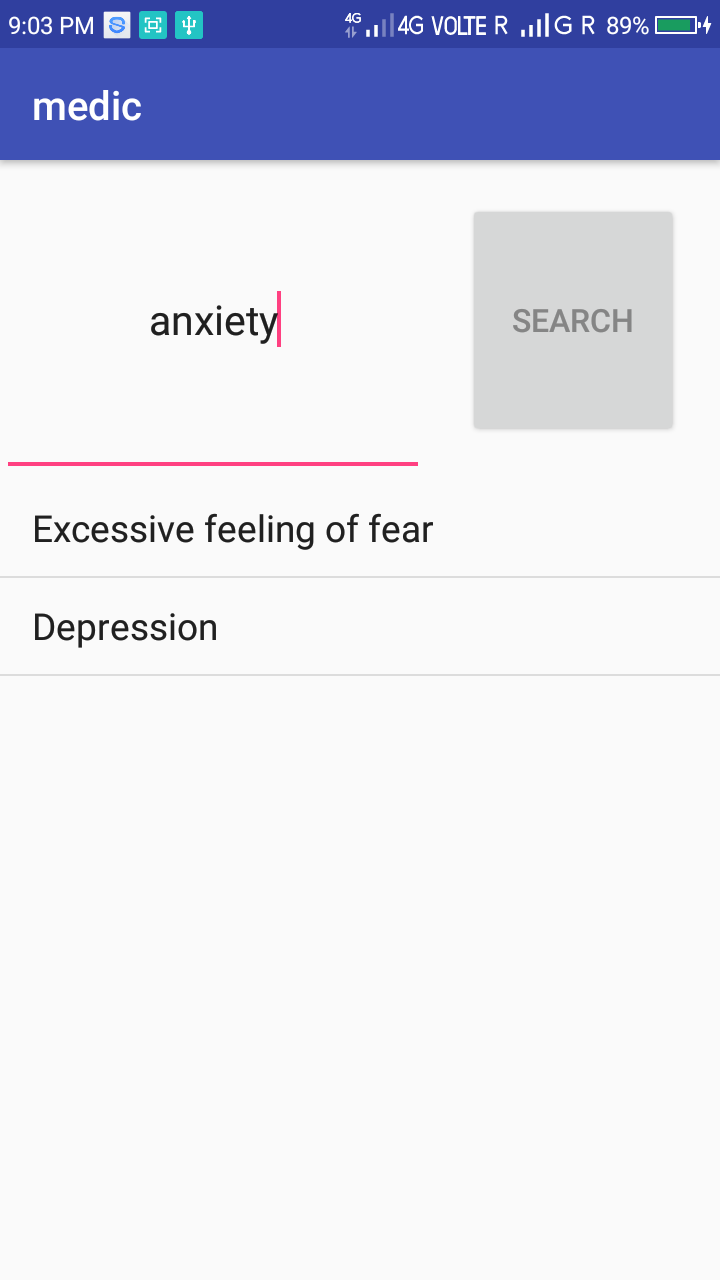 9:03 PM 4G 4G VOLTE R G R 89%
medic
anxiety
SEARCH
Excessive feeling of fear
Depression